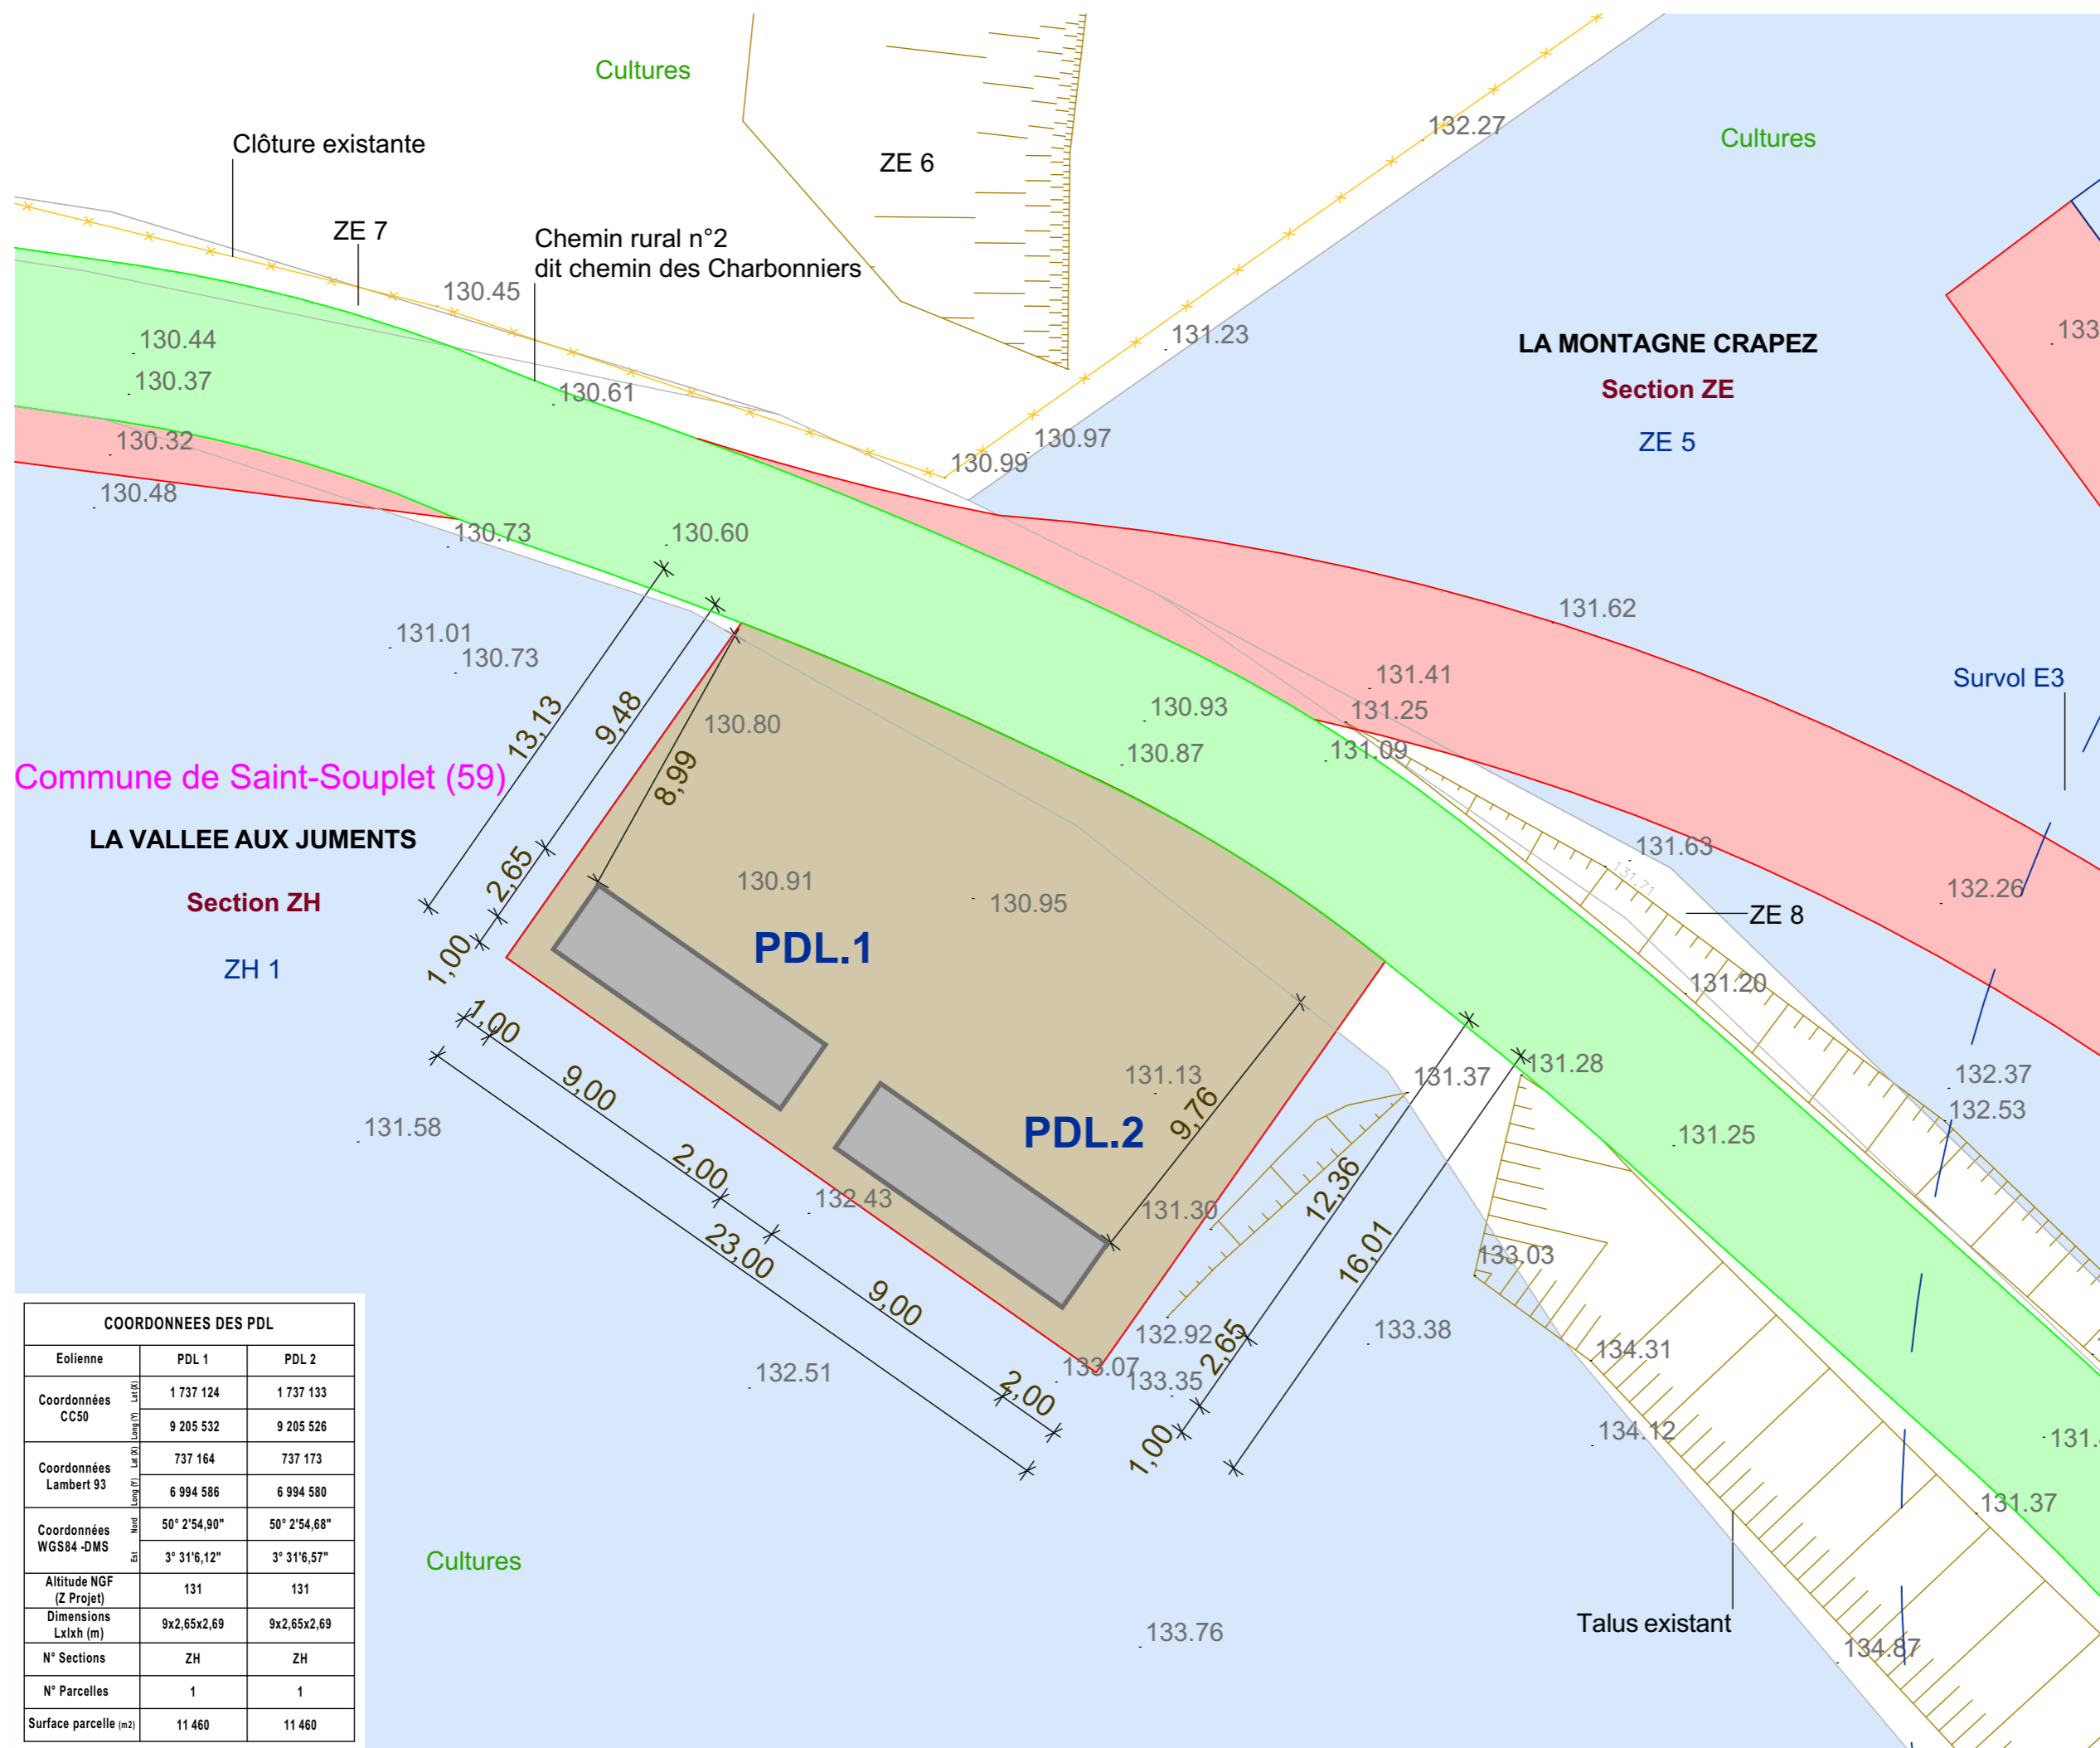 Cultures
132.27
Cultures
Clôture existante
ZE 6
ZE 7
Chemin rural n°2
dit chemin des Charbonniers
130.45
130.44
131.23
133
LA MONTAGNE CRAPEZ
130.37
130.61
Section ZE
130.32
130.97
ZE 5
130.99
130.48
130.73
130.60
131.62
131.01
130.73
131.41
Survol E3
13,13
9,48
130.80
130.93
131.25
130.87
131.09
Commune de Saint-Souplet (59)
8,99
LA VALLEE AUX JUMENTS
131.63
2,65
130.91
131.71
132.26
Section ZH
130.95
ZE 8
PDL.1
1,00
ZH 1
131.20
1,00
131.28
131.13
131.37
132.37
9,00
132.53
9,76
PDL.2
131.58
131.25
2,00
132.43
12,36
131.30
23,00
16,01
133.03
9,00
132.92
133.38
2,65
134.31
133.07
132.51
133.35
2,00
134.12
1,00
131.
131.37
Cultures
Talus existant
133.76
134.87
COORDONNEES DES PDL
Eolienne PDL 1 PDL 2
Coordonnées CC50 Lat (X) 1 737 124 1 737 133
Long (Y) 9 205 532 9 205 526
Coordonnées Lambert 93 Lat (X) 737 164 737 173
Long (Y) 6 994 586 6 994 580
Coordonnées WGS84 -DMS Nord 50° 2'54,90" 50° 2'54,68"
Est 3° 31'6,12" 3° 31'6,57"
Altitude NGF (Z Projet) 131 131
Dimensions Lxlxh (m) 9x2,65x2,69 9x2,65x2,69
N° Sections ZH ZH
N° Parcelles 1 1
Surface parcelle (m2) 11 460 11 460